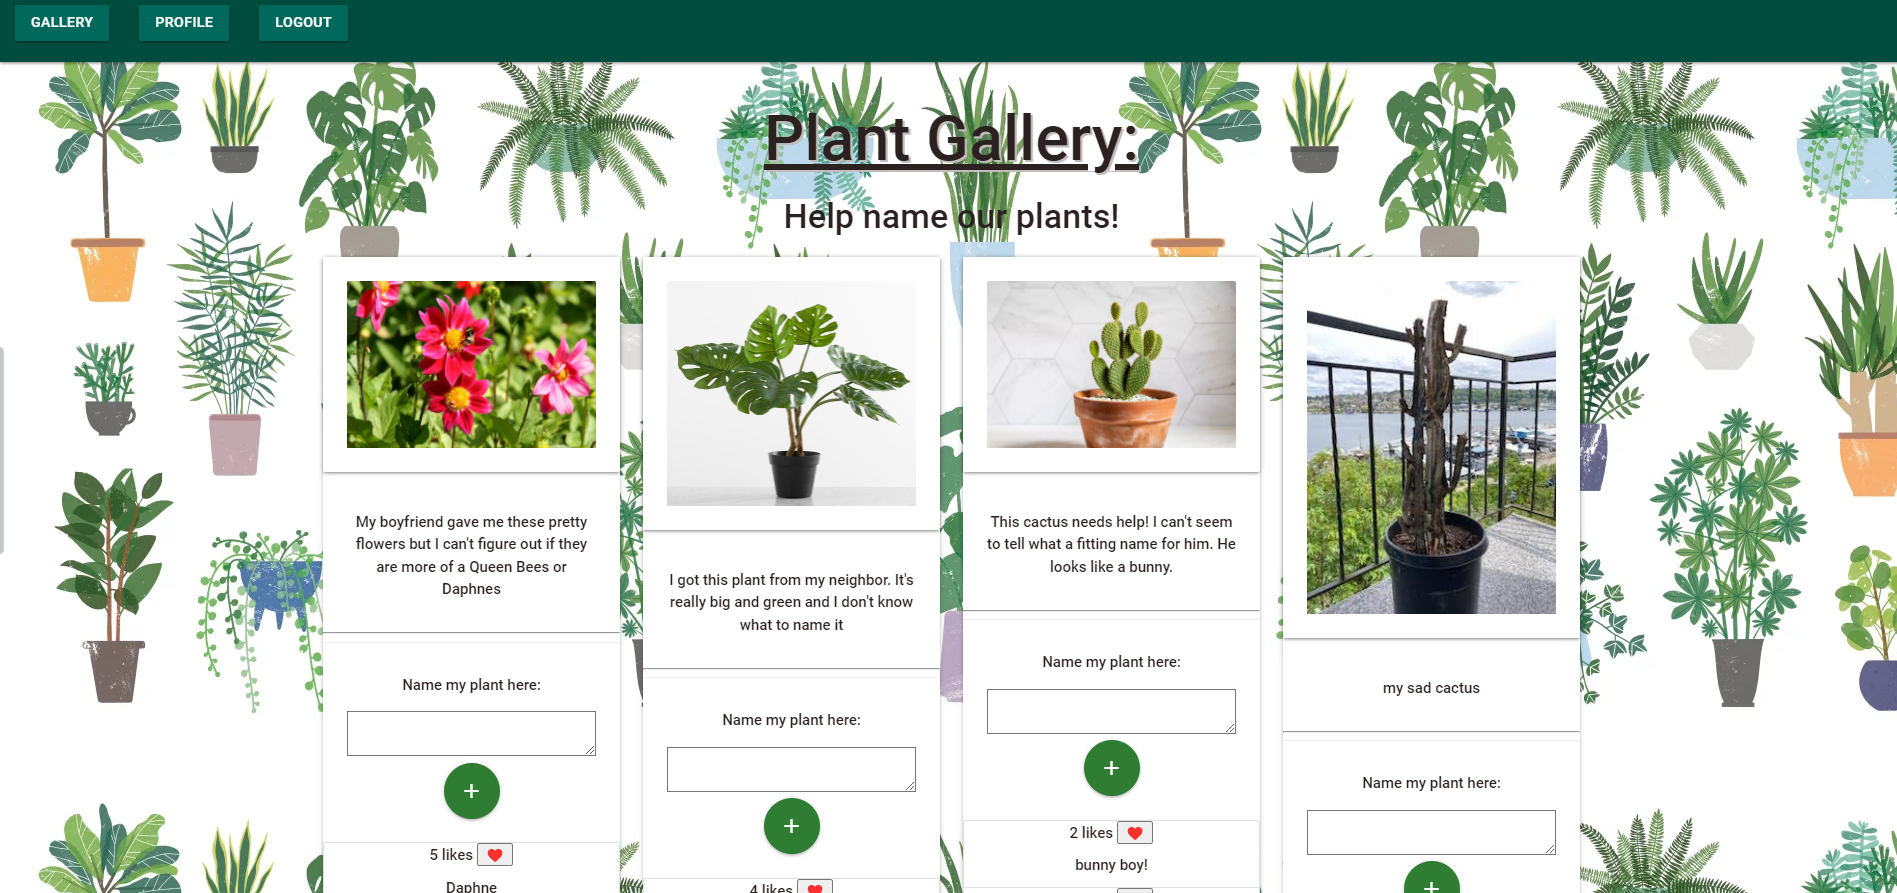 GALLERY
PROFILE
LOGOUT
Plant Gallery:
Help name our plants!
My boyfriend gave me these pretty
flowers but I can't figure out if they
are more of a Queen Bees or
Daphnes
Name my plant here:
+
5 likes
Daphne
I got this plant from my neighbor. It's
really big and green and I don't know
what to name it
Name my plant here:
+
4 likes
This cactus needs help! I can't seem
to tell what a fitting name for him. He
looks like a bunny.
Name my plant here:
+
2 likes
bunny boy!
my sad cactus
Name my plant here:
+